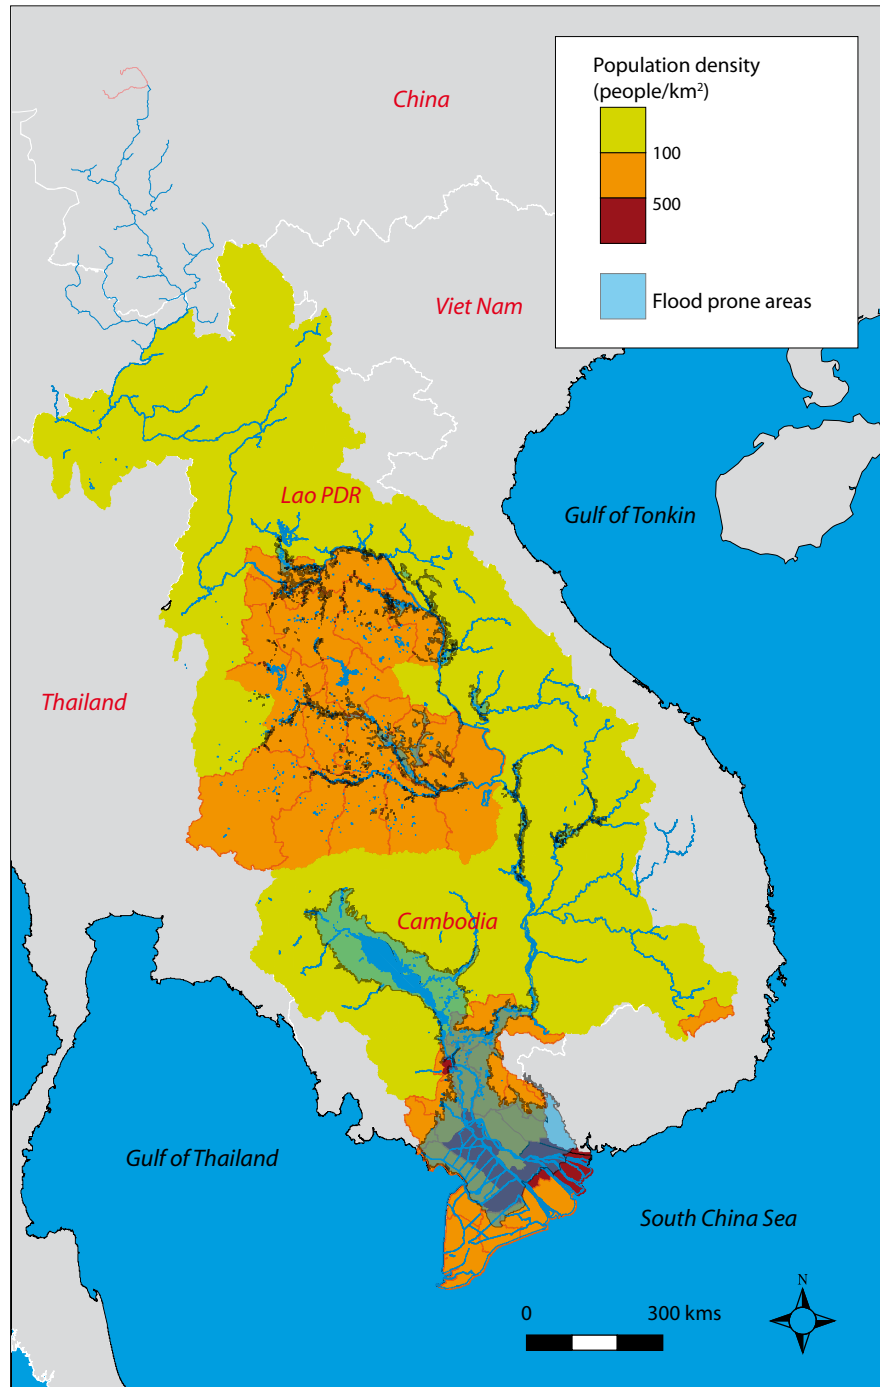 Population density
(people/km²)
100
500
Flood prone areas
China
Viet Nam
Lao PDR
Gulf of Tonkin
Thailand
Cambodia
Gulf of Thailand
South China Sea
N
0 300 kms